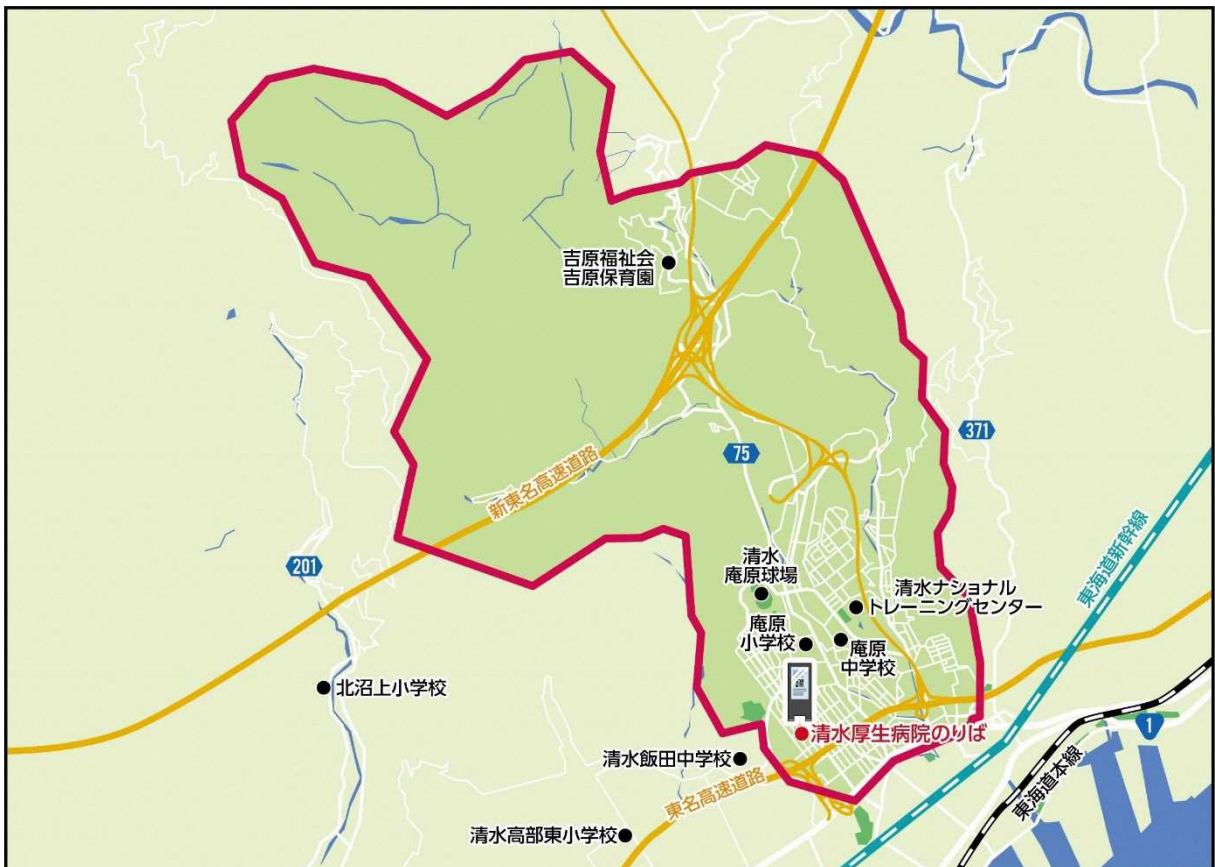 吉原福祉会
吉原保育園
371
75
新東名高速道路
東海道新幹線
201
清水
庵原球場
清水ナショナル
トレーニングセンター
庵原
小学校
庵原
中学校
北沼上小学校
清水厚生病院のりば
1
清水飯田中学校
東名高速道路
東海道本線
清水高部東小学校